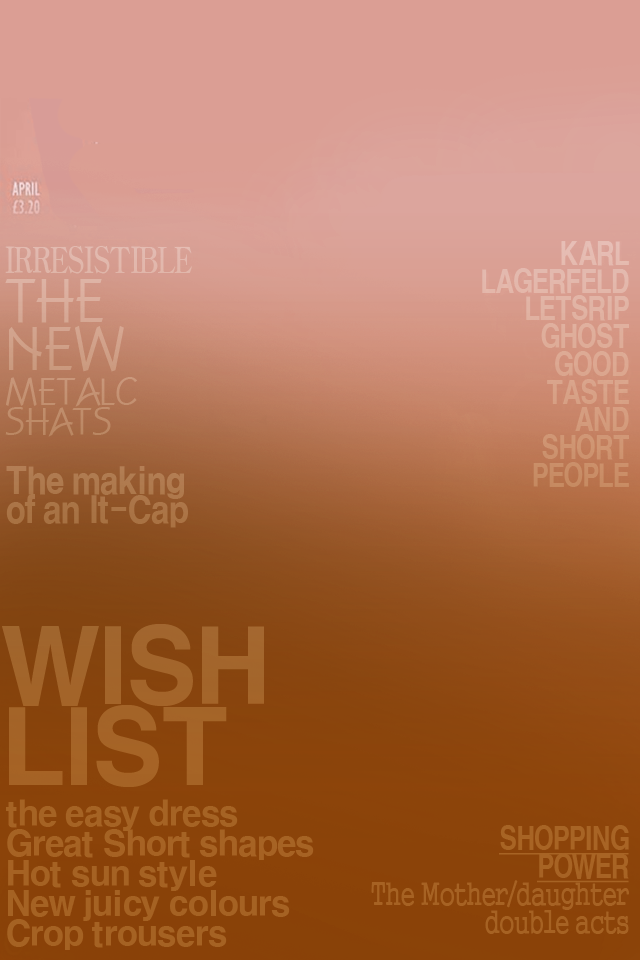 APRIL
£3.20
IRRESISTIBLE
THE
NEW
METALC
SHATS
The making
of an It-Cap
KARL
LAGERFELD
LETSRIP
GHOST
GOOD
TASTE
AND
SHORT
PEOPLE
WISH
LIST
the easy dress
Great Short shapes
Hot sun style
New juicy colours
Crop trousers
SHOPPING
POWER
The Mother/daughter
double acts